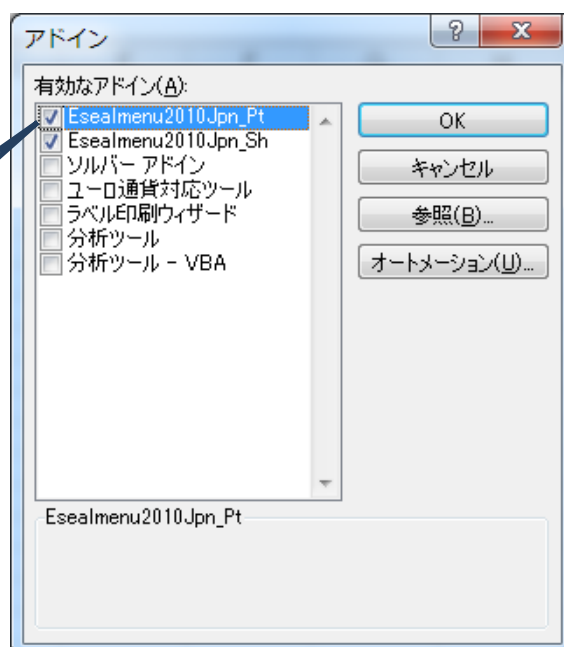 アドイン
有効なアドイン(A):
Esealmenu2010Jpn_Pt
Esealmenu2010Jpn_Sh
ソルバー アドイン
ユーロ通貨対応ツール
ラベル印刷ウィザード
分析ツール
分析ツール - VBA
OK
キャンセル
参照(B)...
オートメーション(U)...
Esealmenu2010Jpn_Pt